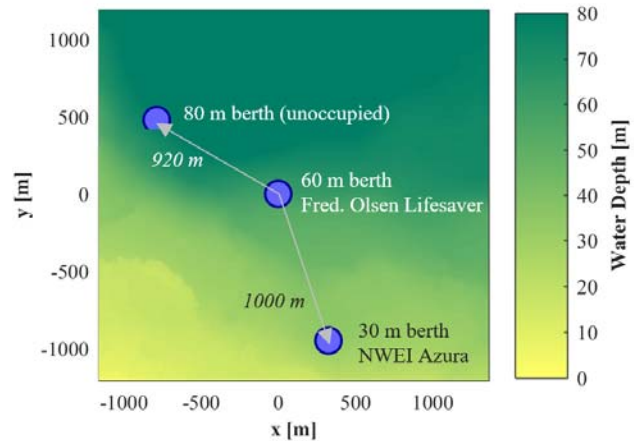 1000
500
0
-500
-1000
y [m]
80 m berth (unoccupied)
920 m
60 m berth
Fred. Olsen Lifesaver
1000 m
30 m berth
NWEI Azura
-1000
-500
0
500
1000
x [m]
80
70
60
50
40
30
20
10
0
Water Depth [m]